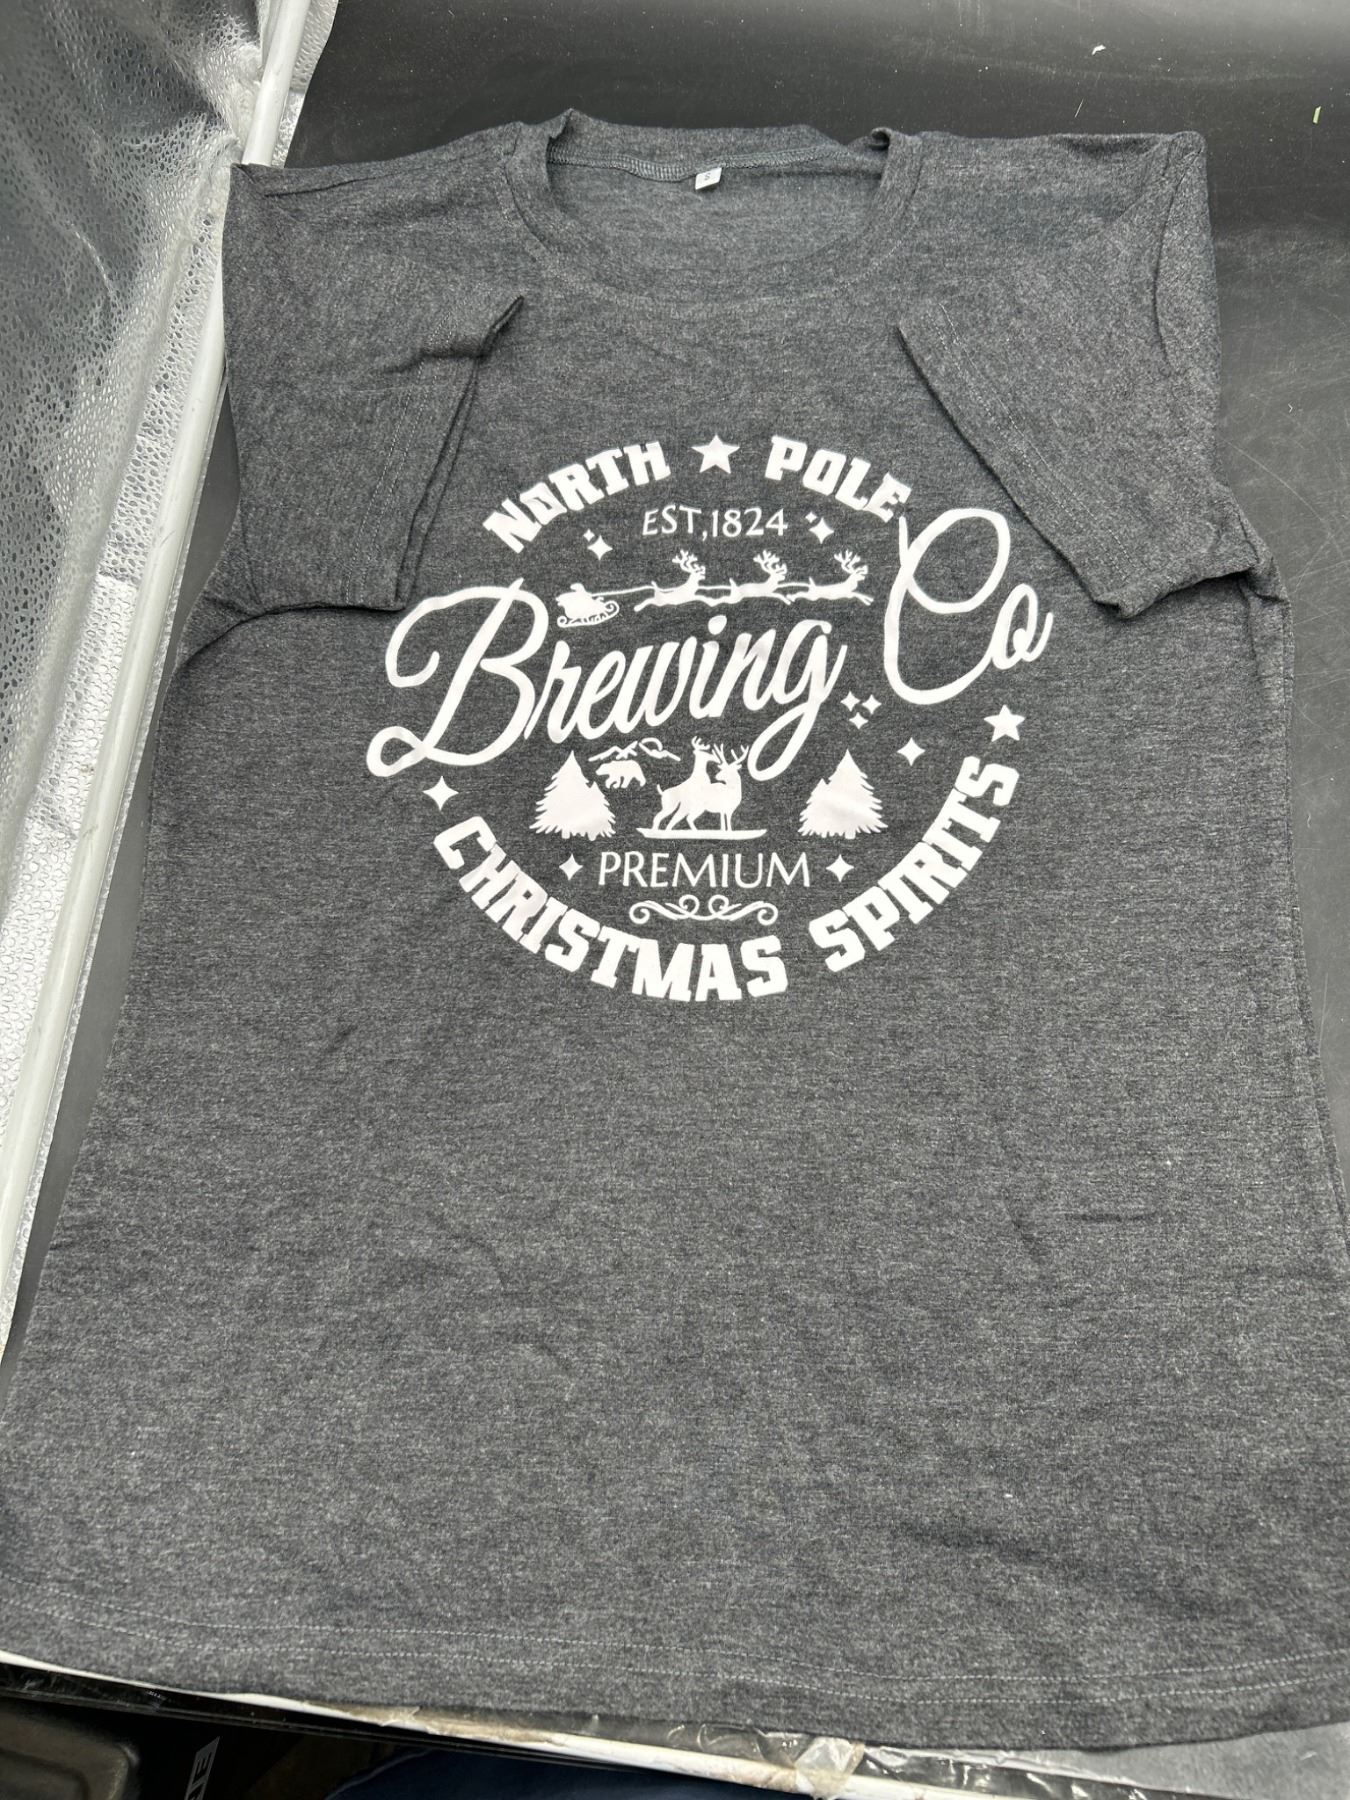 S
NORTH ★ POLE
EST,1824
Brewing Co
PREMIUM
CHRISTMAS SPIRITS ★